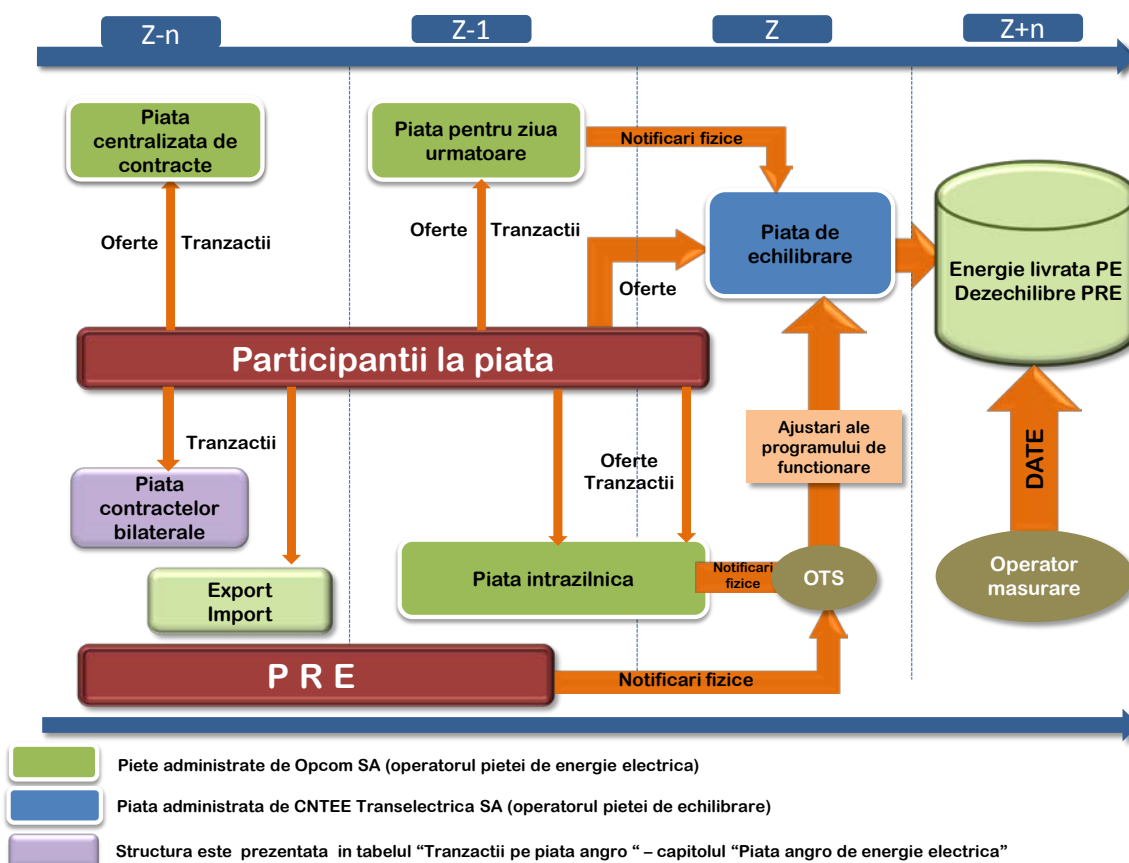 Z-n
Z-1
Z
Z+n
Piata
centralizata de
contracte
Piata pentru ziua
urmatoare
Notificari fizice
Oferte
Tranzactii
Oferte
Tranzactii
Piata de
echilibrare
Oferte
Energie livrata PE
Dezechilibre PRE
Participantii la piata
Tranzactii
Oferte
Tranzactii
Ajustari ale
programului de
functionare
DATE
Piata
contractelor
bilaterale
Export
Import
Piata intrazilnica
Notificari
fizice
OTS
Operator
masurare
P R E
Notificari fizice
Piete administrate de Opcom SA (operatorul pietei de energie electrica)
Piata administrata de CNTEE Transelectrica SA (operatorul pietei de echilibrare)
Structura este prezentata in tabelul “Tranzactii pe piata angro “ – capitolul “Piata angro de energie electrica”